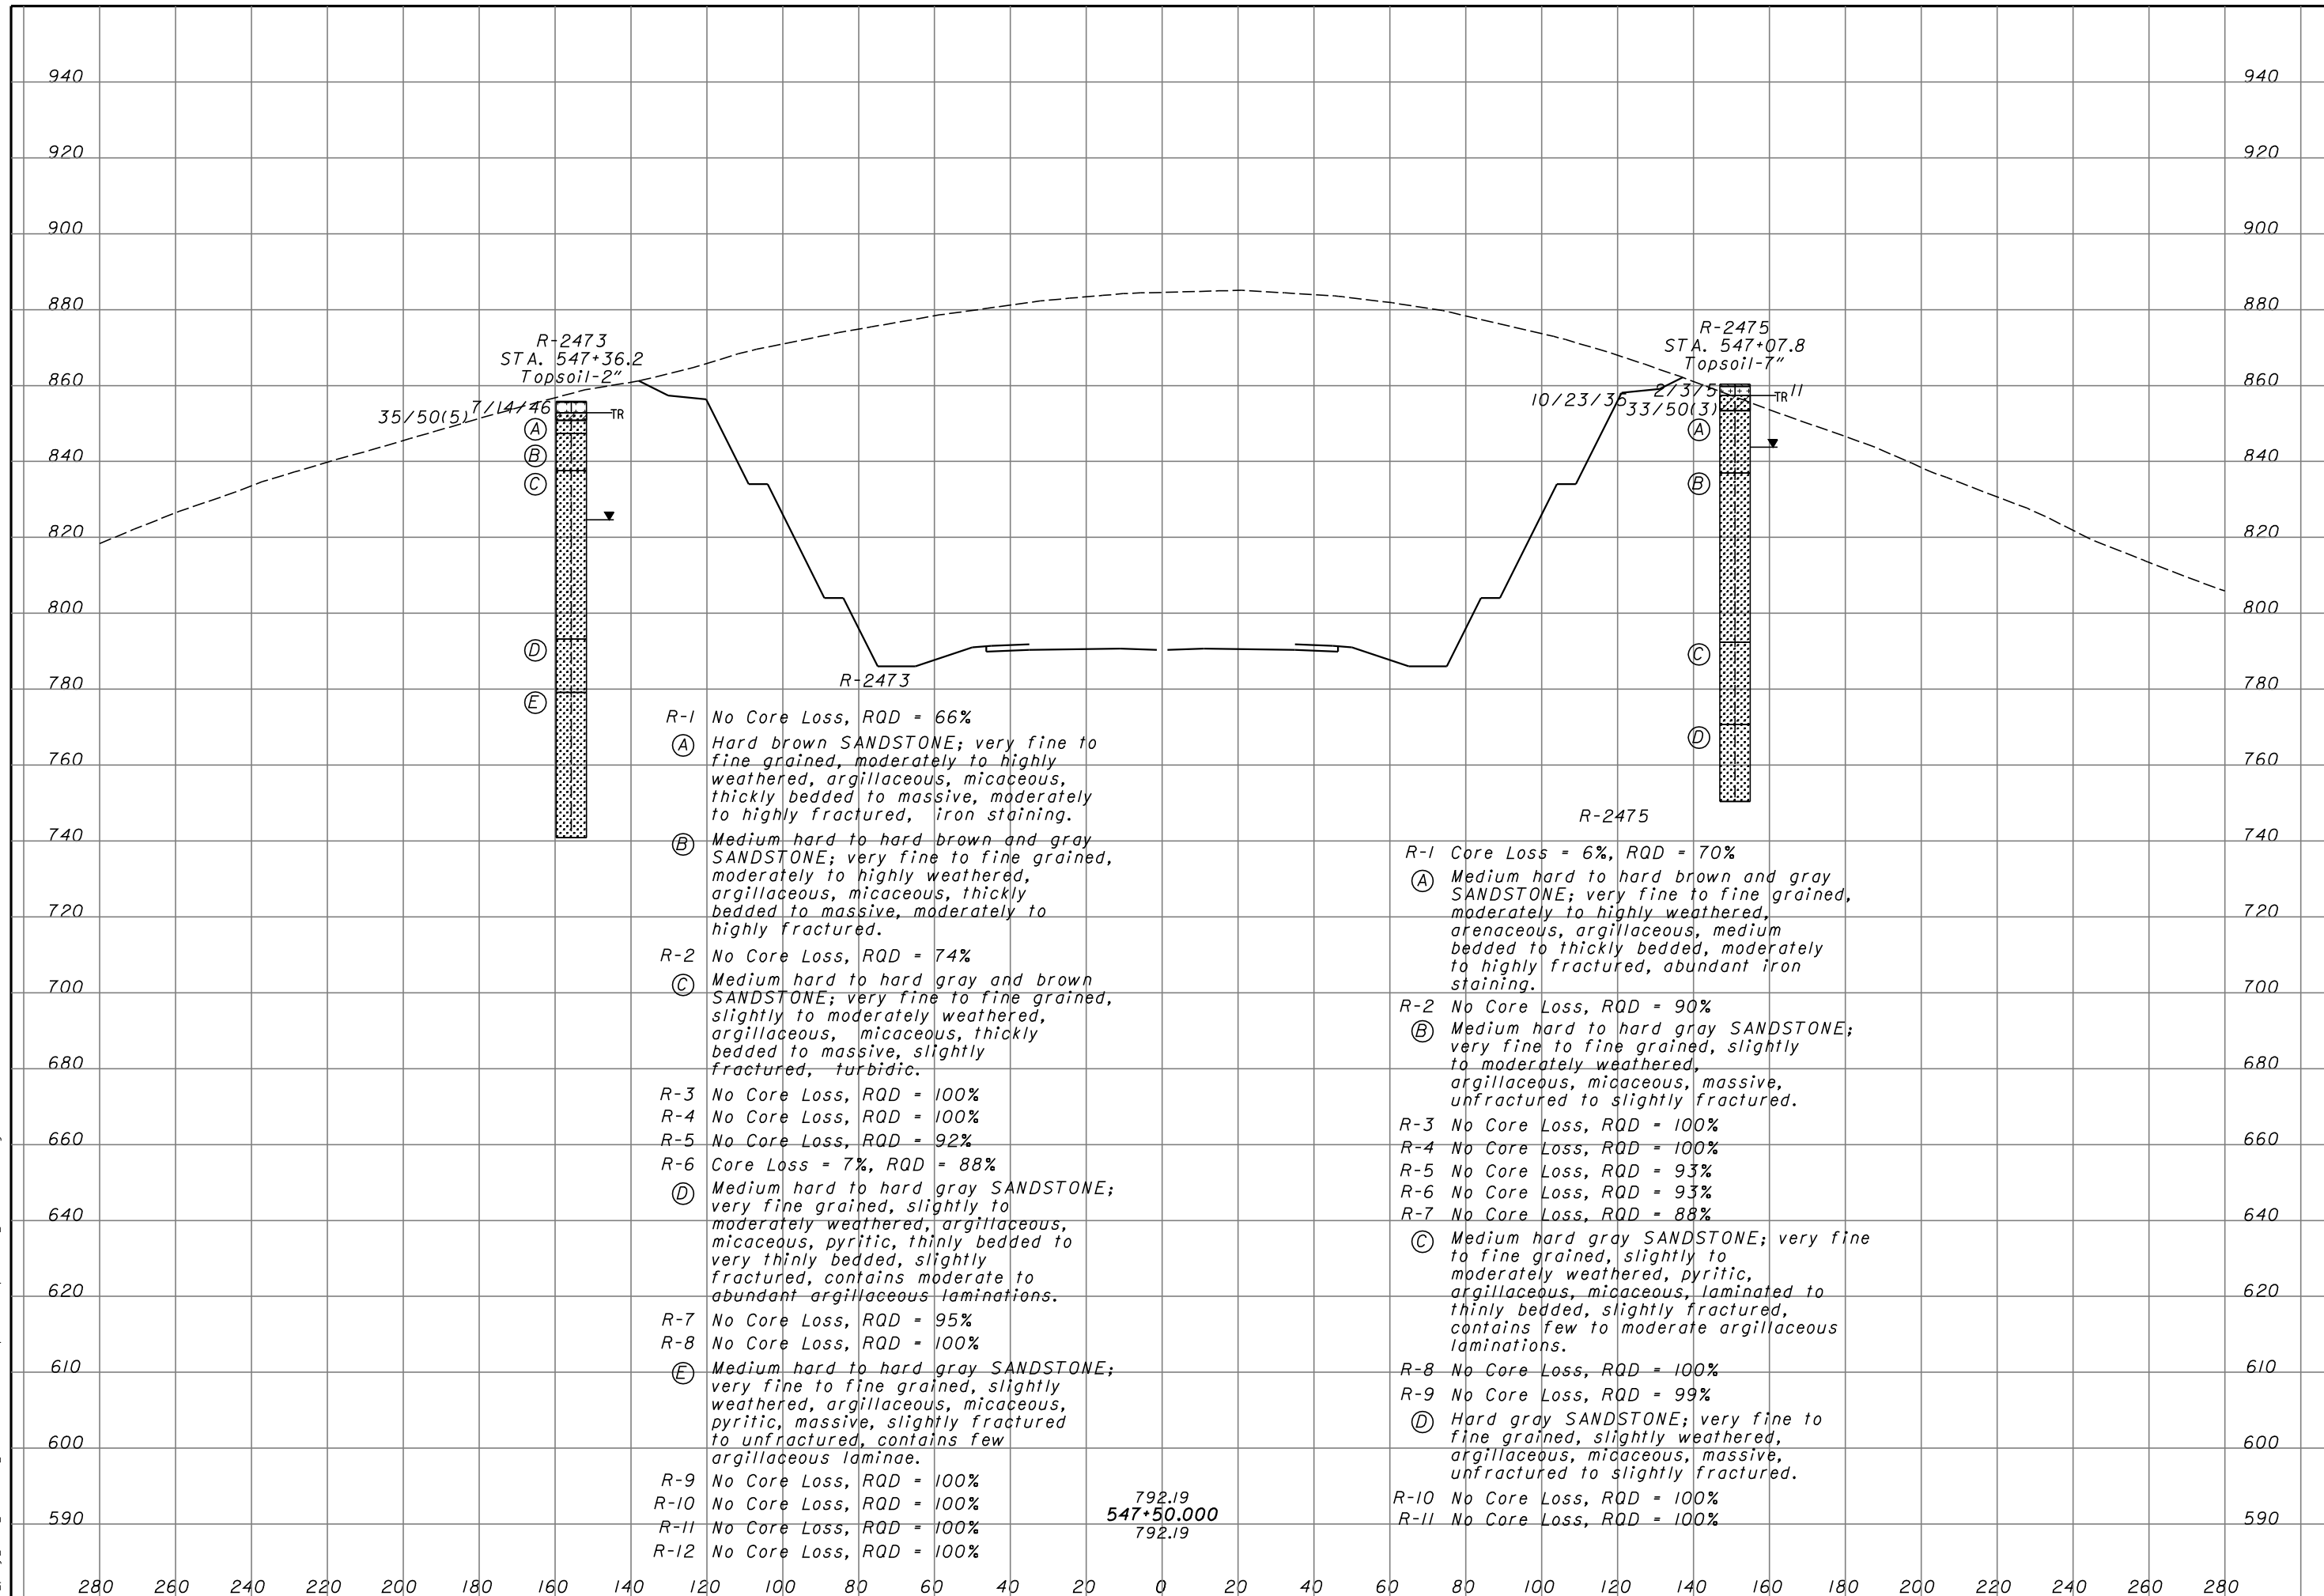 940 940
920 920
900 900
880 880
R-2473
STA. 547+36.2
Topsoil-2"
R-2475
STA. 547+07.8
Topsoil-7"
860 860
35/50(5) 7/14/46 TR
10/23/35 2/3/5 TR 11
33/50(3)
A A
B
840 840
C B
820 820
800 800
D C
780 780
E D
760 760
740 740
720 720
700 700
680 680
660 660
640 640
620 620
610 610
600 600
590 590
R-2473
R-1 No Core Loss, RQD = 66%
A Hard brown SANDSTONE; very fine to
fine grained, moderately to highly
weathered, argillaceous, micaceous,
thickly bedded to massive, moderately
to highly fractured, iron staining.
B Medium hard to hard brown and gray
SANDSTONE; very fine to fine grained,
moderately to highly weathered,
argillaceous, micaceous, thickly
bedded to massive, moderately to
highly fractured.
R-2 No Core Loss, RQD = 74%
C Medium hard to hard gray and brown
SANDSTONE; very fine to fine grained,
slightly to moderately weathered,
argillaceous, micaceous, thickly
bedded to massive, slightly
fractured, turbidic.
R-3 No Core Loss, RQD = 100%
R-4 No Core Loss, RQD = 100%
R-5 No Core Loss, RQD = 92%
R-6 Core Loss = 7%, RQD = 88%
D Medium hard to hard gray SANDSTONE;
very fine grained, slightly to
moderately weathered, argillaceous,
micaceous, pyritic, thinly bedded to
very thinly bedded, slightly
fractured, contains moderate to
abundant argillaceous laminations.
R-7 No Core Loss, RQD = 95%
R-8 No Core Loss, RQD = 100%
E Medium hard to hard gray SANDSTONE;
very fine to fine grained, slightly
weathered, argillaceous, micaceous,
pyritic, massive, slightly fractured
to unfractured, contains few
argillaceous laminae.
R-9 No Core Loss, RQD = 100%
R-10 No Core Loss, RQD = 100%
R-11 No Core Loss, RQD = 100%
R-12 No Core Loss, RQD = 100%
792.19
547+50.000
792.19
R-2475
R-1 Core Loss = 6%, RQD = 70%
A Medium hard to hard brown and gray
SANDSTONE; very fine to fine grained,
moderately to highly weathered,
arenaceous, argillaceous, medium
bedded to thickly bedded, moderately
to highly fractured, abundant iron
staining.
R-2 No Core Loss, RQD = 90%
B Medium hard to hard gray SANDSTONE;
very fine to fine grained, slightly
to moderately weathered,
argillaceous, micaceous, massive,
unfractured to slightly fractured.
R-3 No Core Loss, RQD = 100%
R-4 No Core Loss, RQD = 100%
R-5 No Core Loss, RQD = 93%
R-6 No Core Loss, RQD = 93%
R-7 No Core Loss, RQD = 88%
C Medium hard gray SANDSTONE; very fine
to fine grained, slightly to
moderately weathered, pyritic,
argillaceous, micaceous, laminated to
thinly bedded, slightly fractured,
contains few to moderate argillaceous
laminations.
R-8 No Core Loss, RQD = 100%
R-9 No Core Loss, RQD = 99%
D Hard gray SANDSTONE; very fine to
fine grained, slightly weathered,
argillaceous, micaceous, massive,
unfractured to slightly fractured.
R-10 No Core Loss, RQD = 100%
R-11 No Core Loss, RQD = 100%
280 260 240 220 200 180 160 140 120 100 80 60 40 20 0 20 40 60 80 100 120 140 160 180 200 220 240 260 280